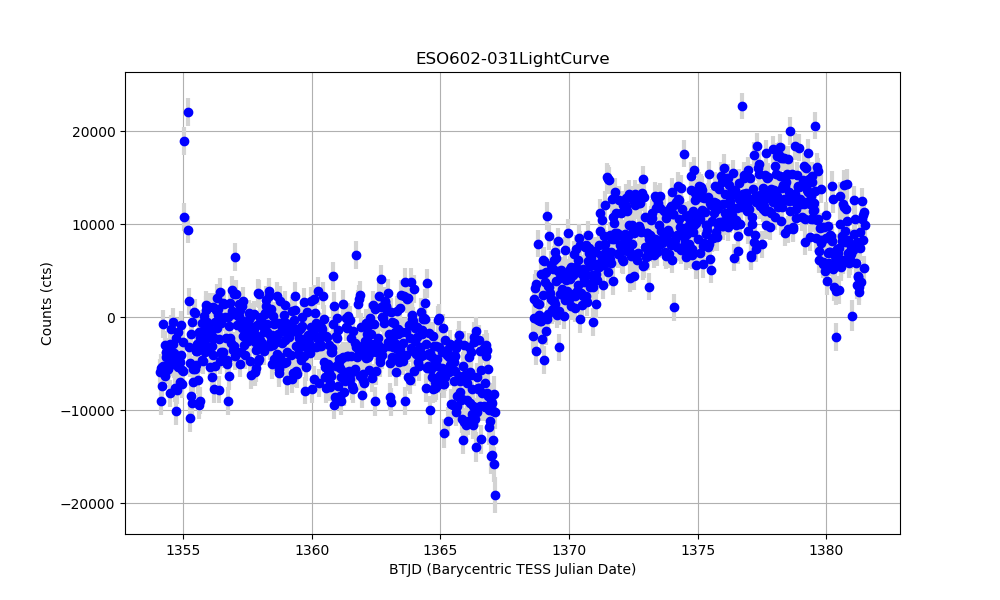 ESO602-031LightCurve
20000
10000
0
−10000
−20000
Counts (cts)
1355 1360 1365 1370 1375 1380
BTJD (Barycentric TESS Julian Date)